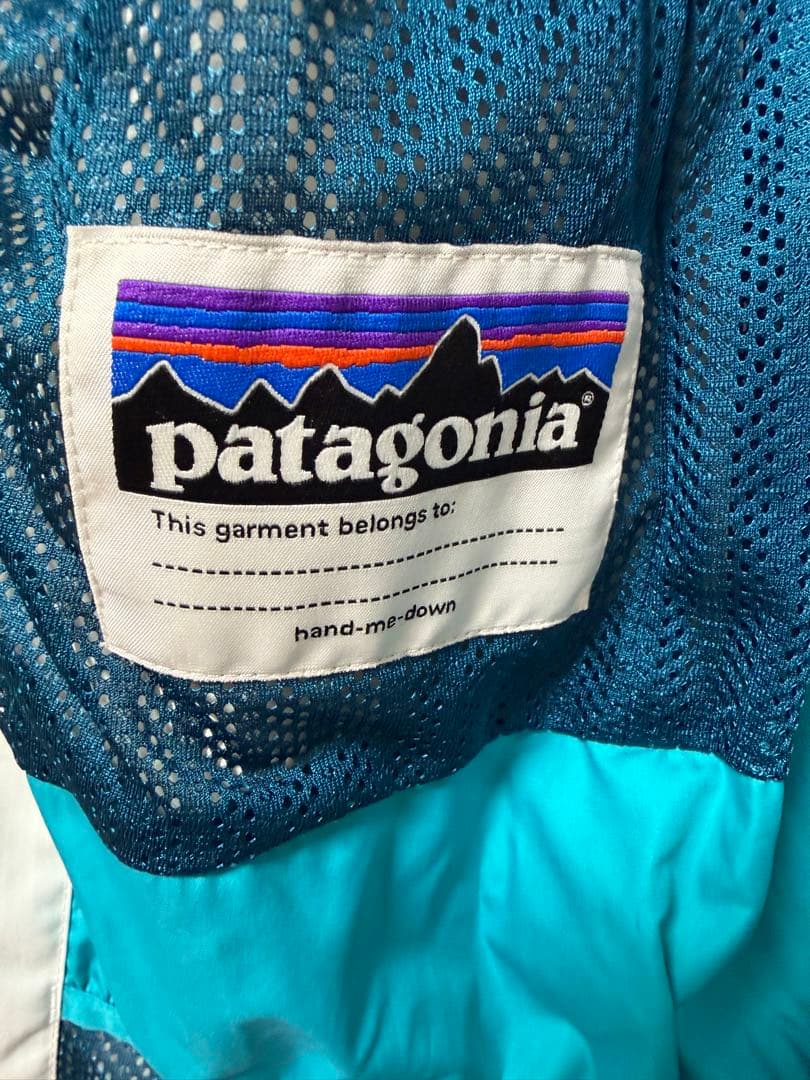 patagonia®
This garment belongs to:
hand-me-down